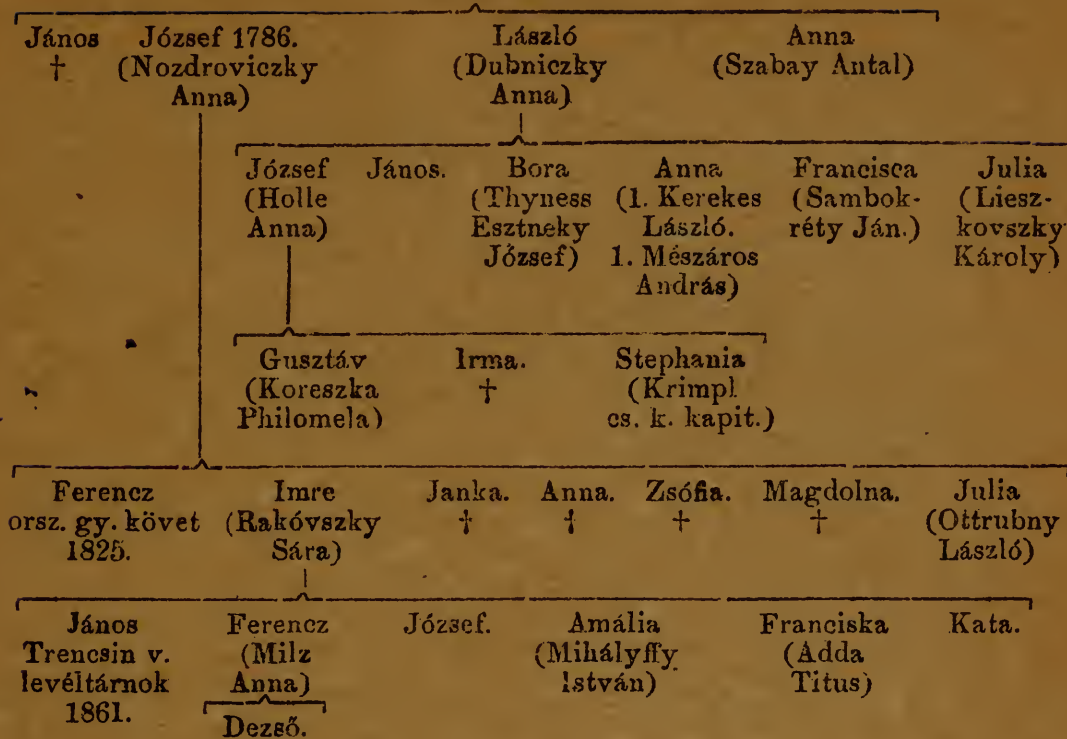 János József 1786. László Anna
† (Nozdroviczky (Dubniczky (Szabay Antal)
Anna) Anna)
József János. Bora Anna Francisca Julia
(Holle (Thyness (1. Kerekes (Sambok- (Liesz-
Anna) Esztneky László. réty Ján.) kovszky
József) 1. Mészáros Károly)
András)
Gusztáv Irma. Stephania
(Koreszka † (Krimpl
Philomela) cs. k. kapit.)
Ferencz Imre Janka. Anna. Zsófia. Magdolna. Julia
orsz. gy. követ (Rakóvszky † † † † (Ottrubny
1825. Sára) László)
János Ferencz József. Amália Franciska Kata.
Trencsin v. (Milz (Mihályffy (Adda
levéltárnok Anna) István) Titus)
1861.
Dezső.